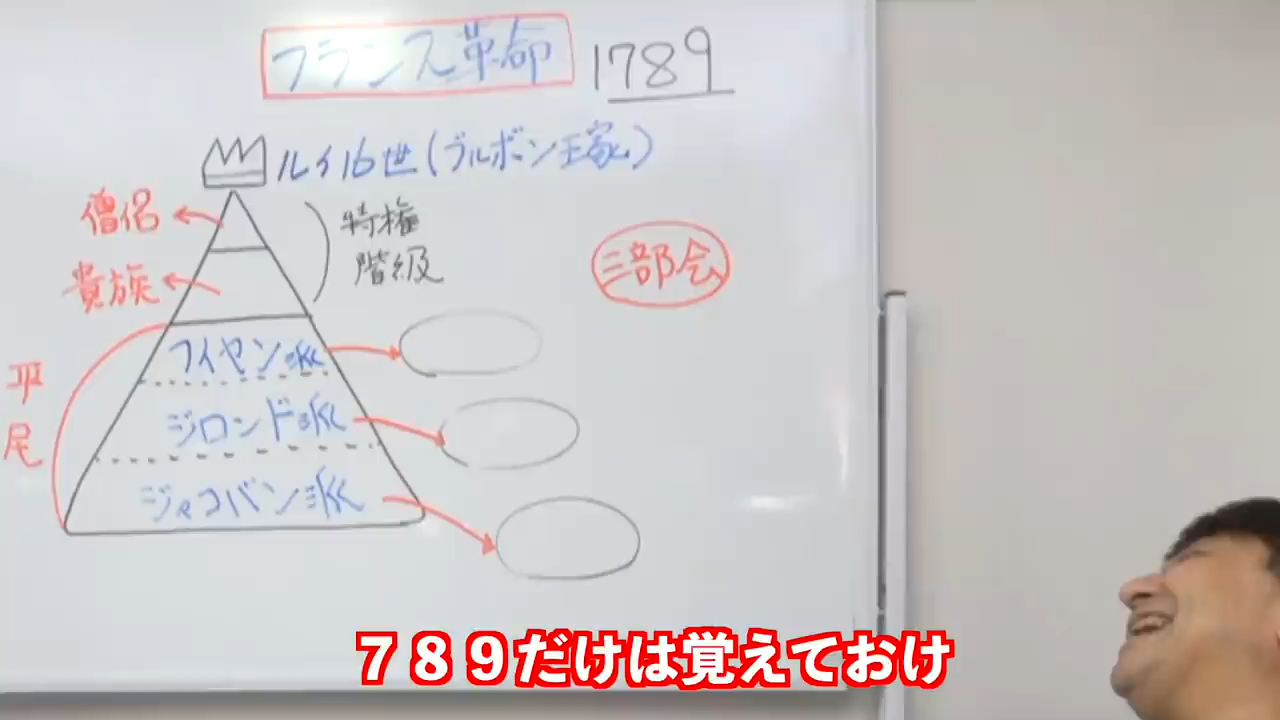 フランス革命 1789
ルイ16世(ブルボン王家)
僧侶
特権
階級
貴族
三部会
平
尾
フイヤン派
ジロンド派
ジャコバン派
789だけは覚えておけ